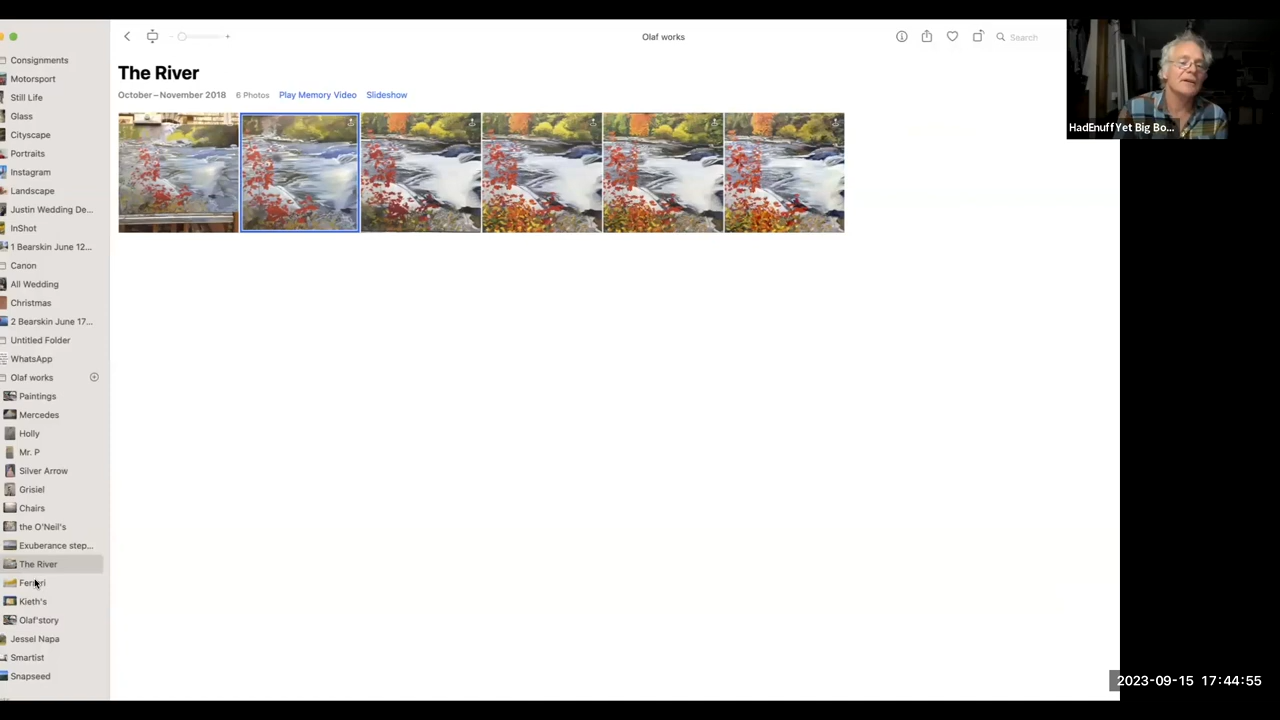 Olaf works
Search
The River
October – November 2018 6 Photos Play Memory Video Slideshow
Consignments
Motorsport
Still Life
Glass
Cityscape
Portraits
Instagram
Landscape
Justin Wedding De...
InShot
1 Bearskin June 12...
Canon
All Wedding
Christmas
2 Bearskin June 17...
Untitled Folder
WhatsApp
Olaf works
Paintings
Mercedes
Holly
Mr. P
Silver Arrow
Grisiel
Chairs
the O'Neil's
Exuberance step...
The River
Ferrari
Kieth's
Olaf'story
Jessel Napa
Smartist
Snapseed
HadEnuffYet Big Bo...
2023-09-15 17:44:55